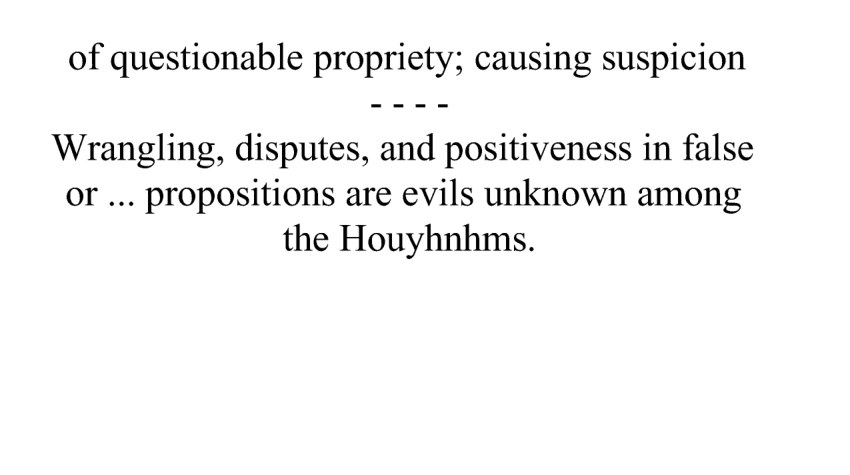 of questionable propriety; causing suspicion
- - - -
Wrangling, disputes, and positiveness in false
or ... propositions are evils unknown among
the Houyhnhms.